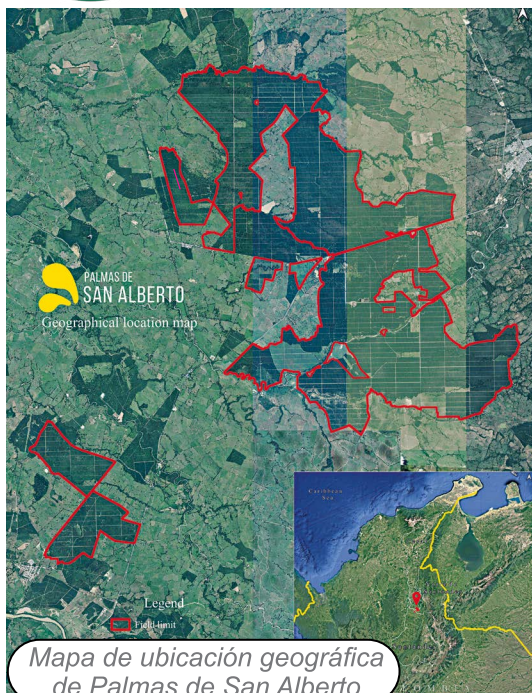 PALMAS DE
SAN ALBERTO
Geographical location map
Caribbean
Sea
Legend
Field limit
Mapa de ubicación geográfica
de Palmas de San Alberto